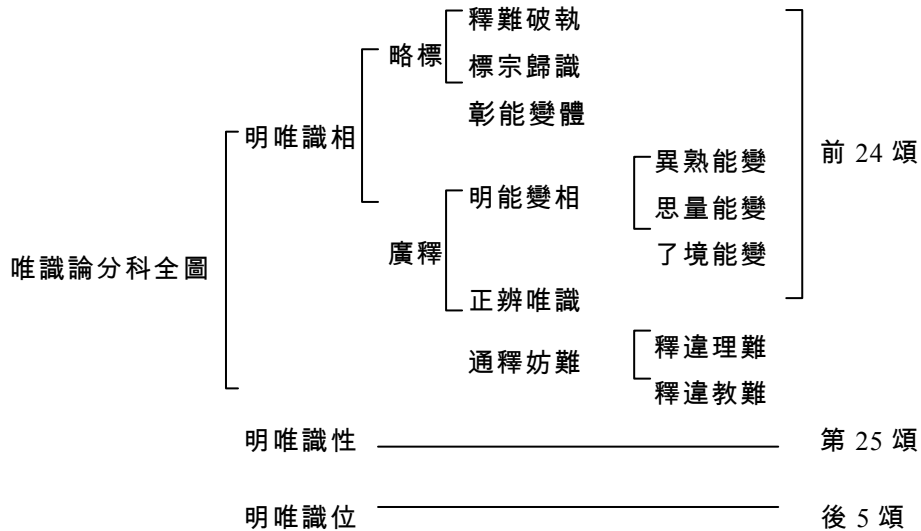 釋難破執
略標
標宗歸識
彰能變體
明唯識相
前 24 頌
異熟能變
明能變相
思量能變
廣釋
了境能變
唯識論分科全圖
正辨唯識
釋違理難
通釋妨難
釋違教難
明唯識性
第 25 頌
明唯識位
後 5 頌